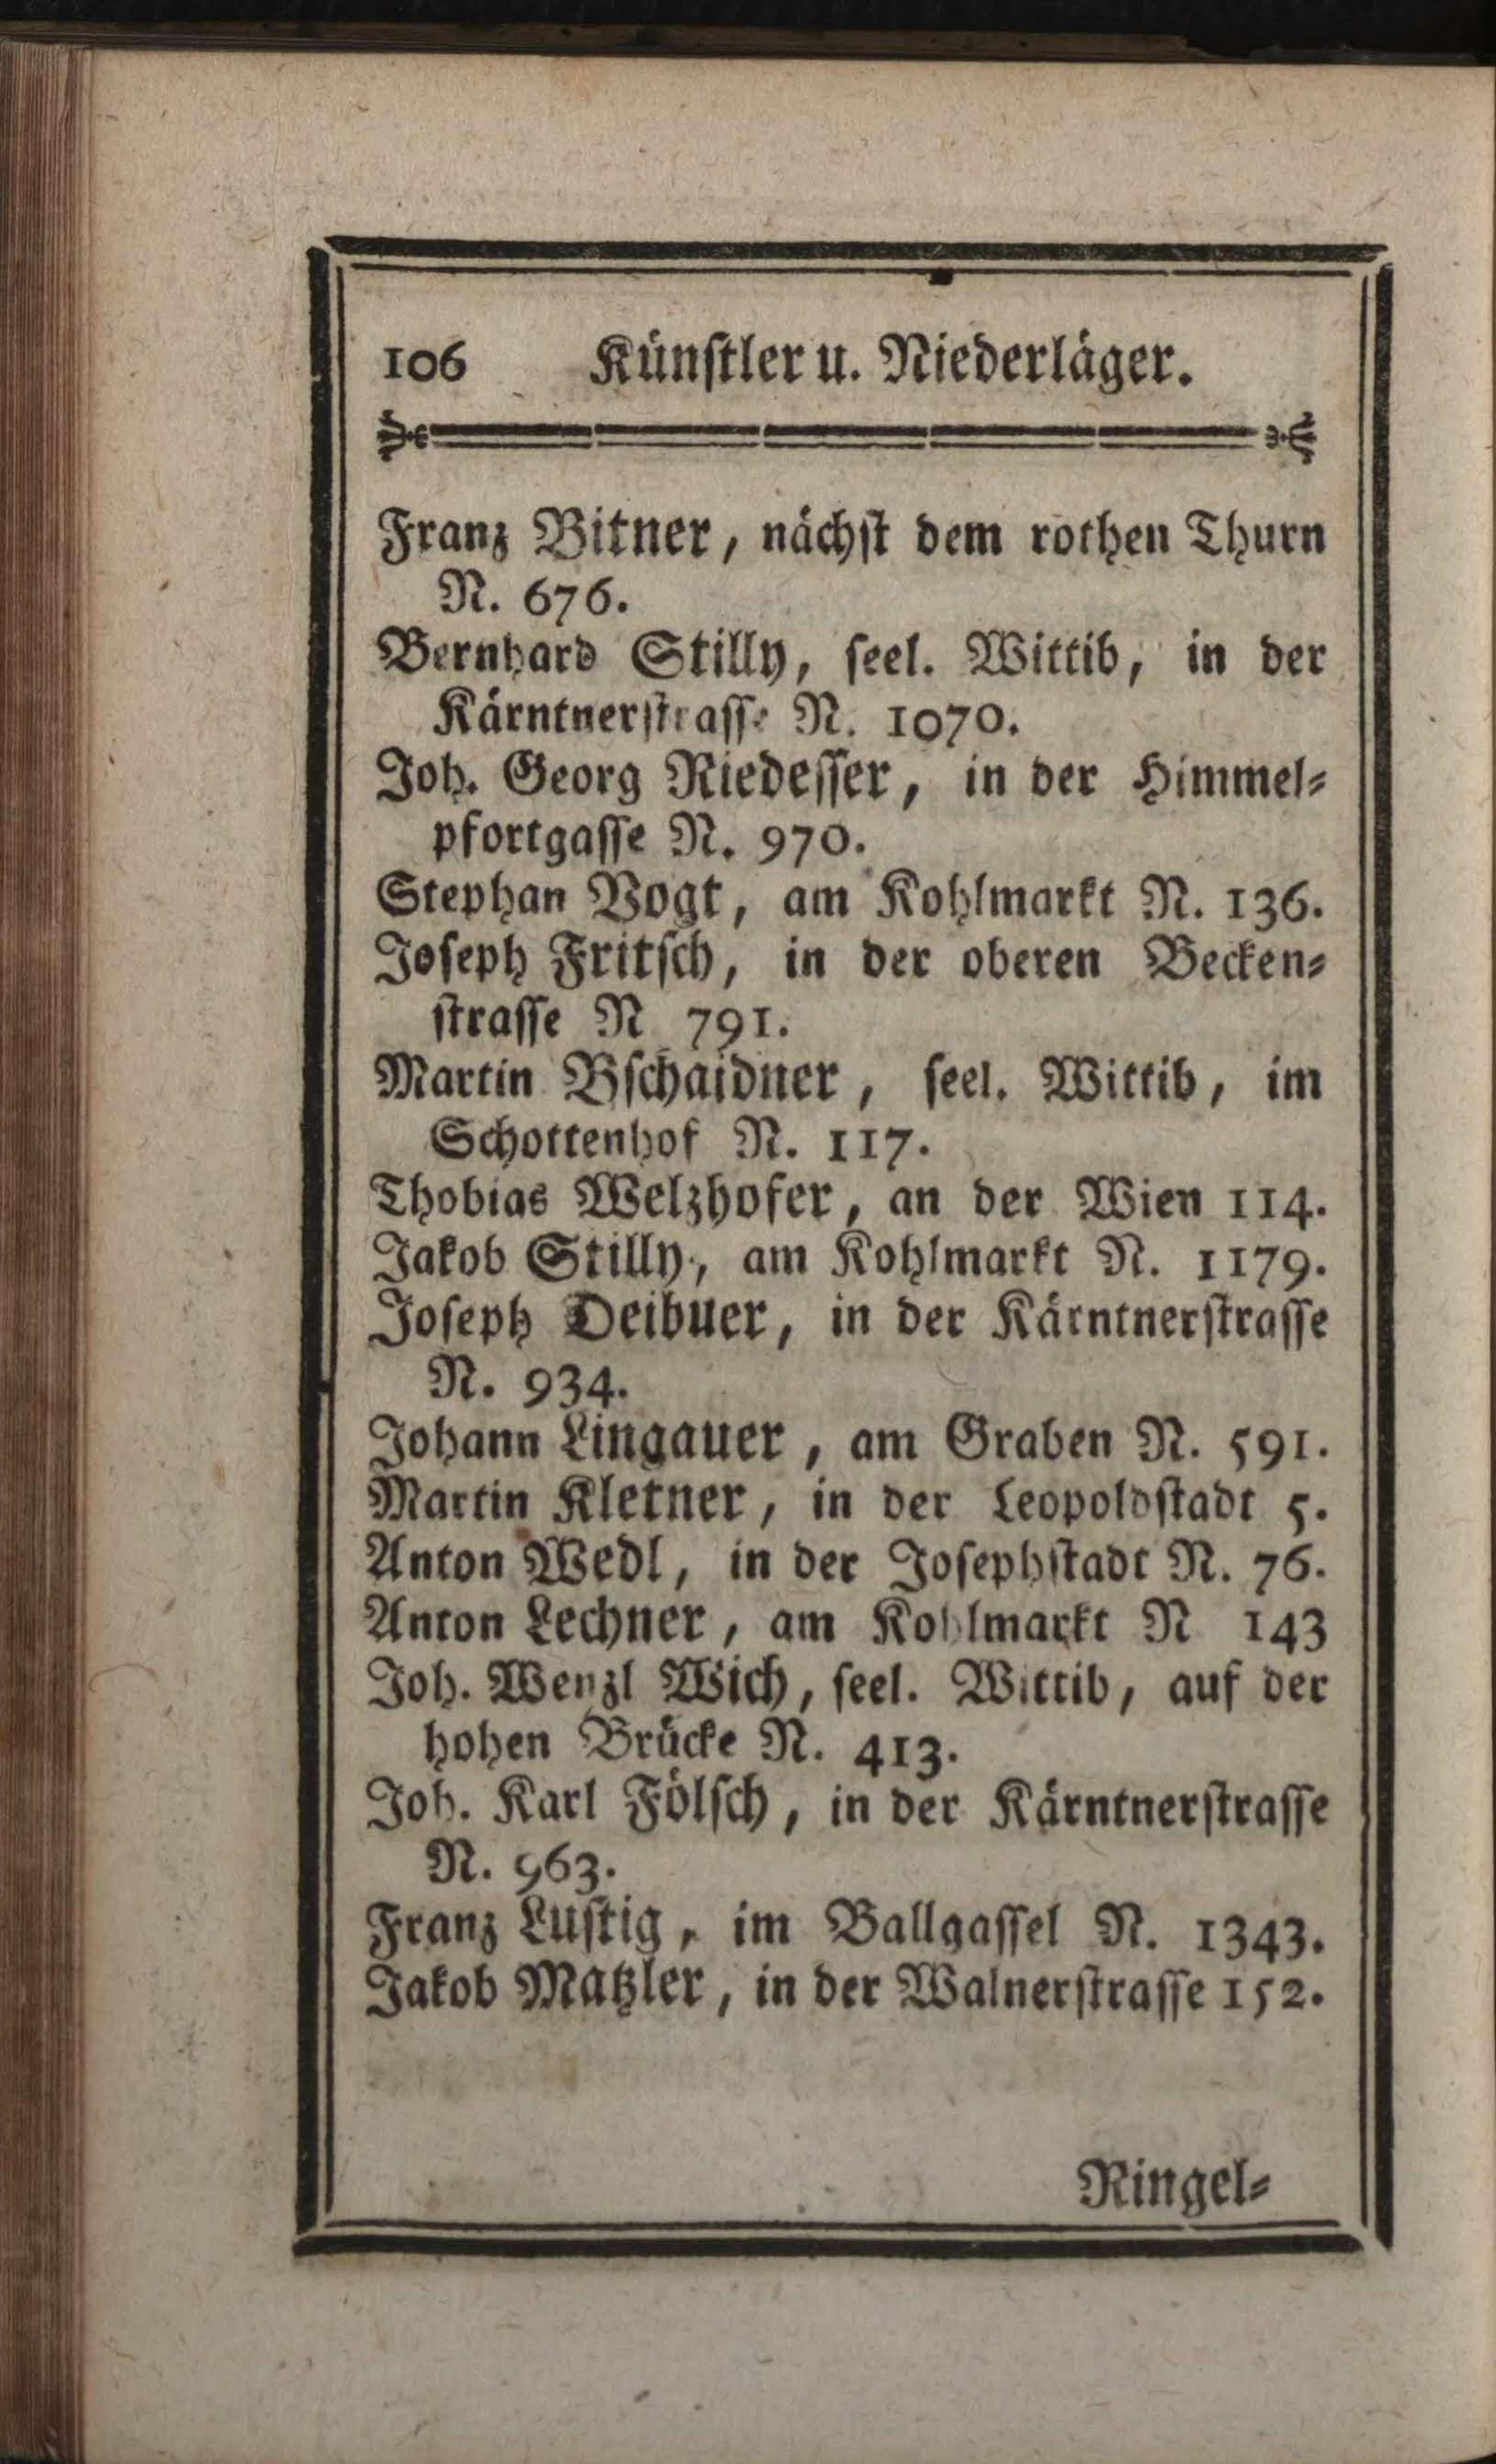 106 Künſtler u. Niederläger.
Franz Bitner, nächſt dem rothen Thurn
N. 676.
Bernhard Stilly, ſeel. Wittib, in der
Kärntnerſtraſſe N. 1070.
Joh. Georg Riedeſſer, in der Himmel⸗
pfortgaſſe N. 970.
Stephan Vogt, am Kohlmarkt N. 136.
Joſeph Fritſch, in der oberen Becken⸗
ſtraſſe N 791.
Martin Bſchaidner, ſeel. Wittib, im
Schottenhof N. 117.
Thobias Welzhofer, an der Wien 114.
Jakob Stilly, am Kohlmarkt N. 1179.
Joſeph Deibuer, in der Kärntnerſtraſſe
N. 934.
Johann Lingauer, am Graben N. 591.
Martin Kletner, in der Leopoldſtadt 5.
Anton Wedl, in der Joſephſtadt N. 76.
Anton Lechner, am Kohlmarkt N 143
Joh. Wenzl Wich, ſeel. Wittib, auf der
hohen Brücke N. 413.
Joh. Karl Fölſch, in der Kärntnerſtraſſe
N. 963.
Franz Luſtig, im Ballgaſſel N. 1343.
Jakob Matzler, in der Walnerſtraſſe 152.
Ringel⸗